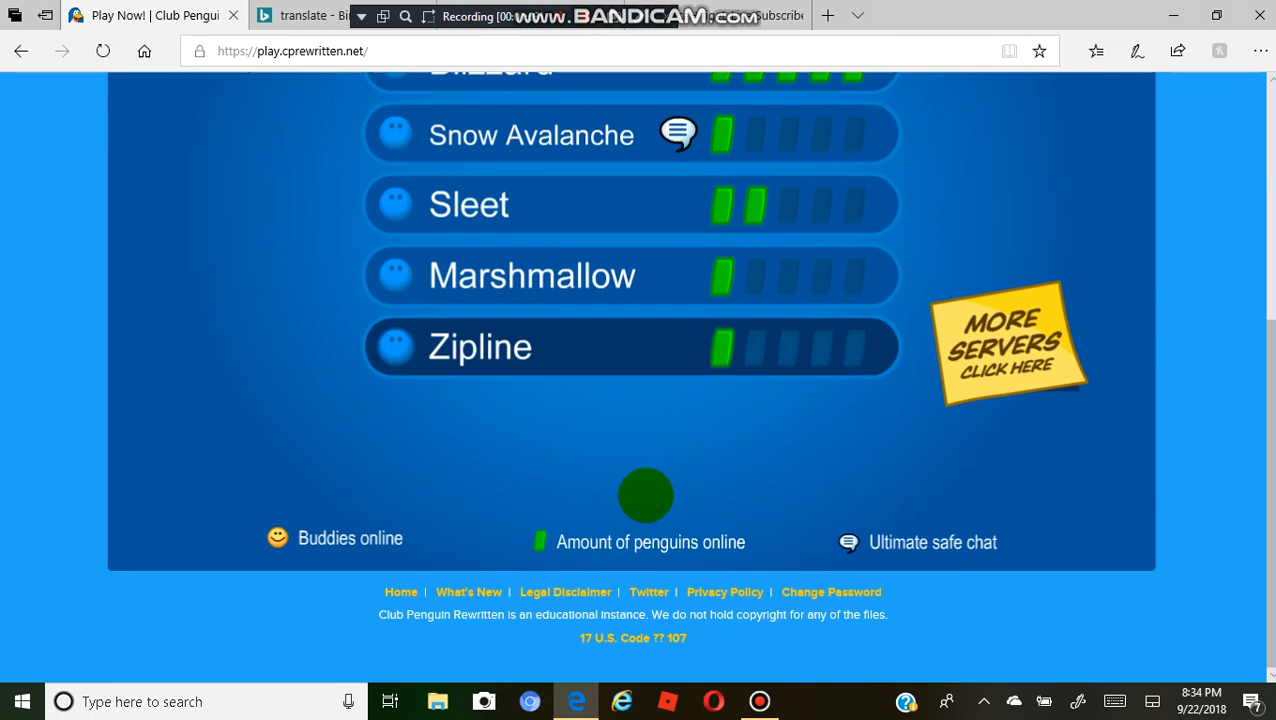 Play Now! Club Pengui
translate - Bing
Recording [00:
www.BANDICAM.com
Subscribe
https://play.cprewritten.net/
Blizzard
Snow Avalanche
Sleet
Marshmallow
Zipline
MORE
SERVERS
CLICK HERE
Buddies online
Amount of penguins online
Ultimate safe chat
Home | What's New | Legal Disclaimer | Twitter | Privacy Policy | Change Password
Club Penguin Rewritten is an educational instance. We do not hold copyright for any of the files.
17 U.S. Code ?? 107
Type here to search
8:34 PM
9/22/2018
7